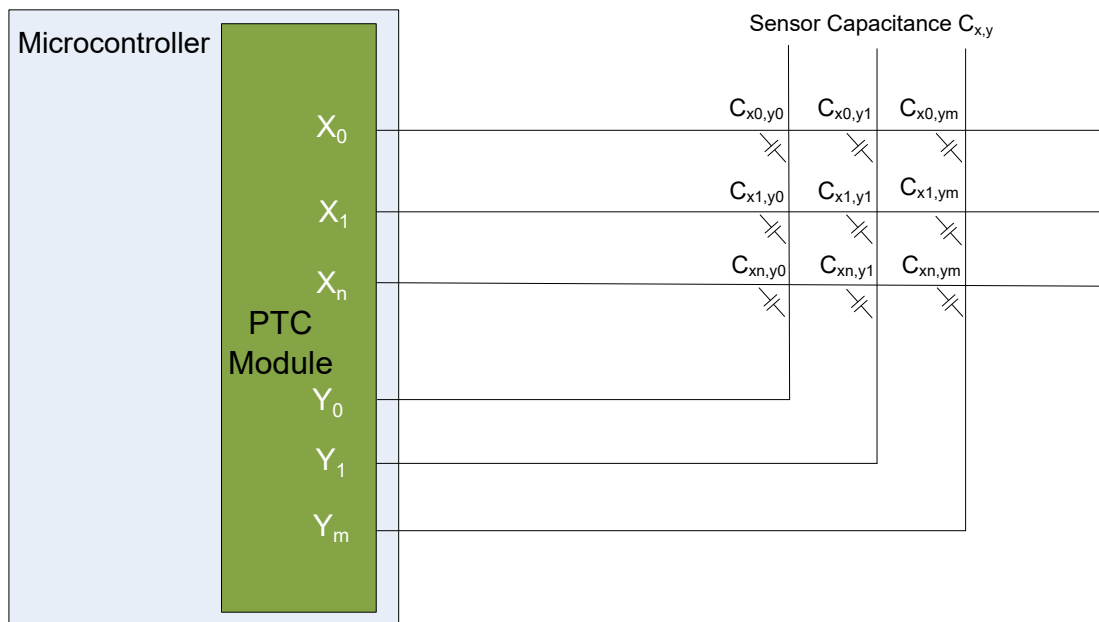 Sensor Capacitance Cx,y
Microcontroller
Cx0,y0 Cx0,y1 Cx0,ym
X0
Cx1,y0 Cx1,y1 Cx1,ym
X1
Cxn,y0 Cxn,y1 Cxn,ym
Xn
PTC
Module
Y0
Y1
Ym